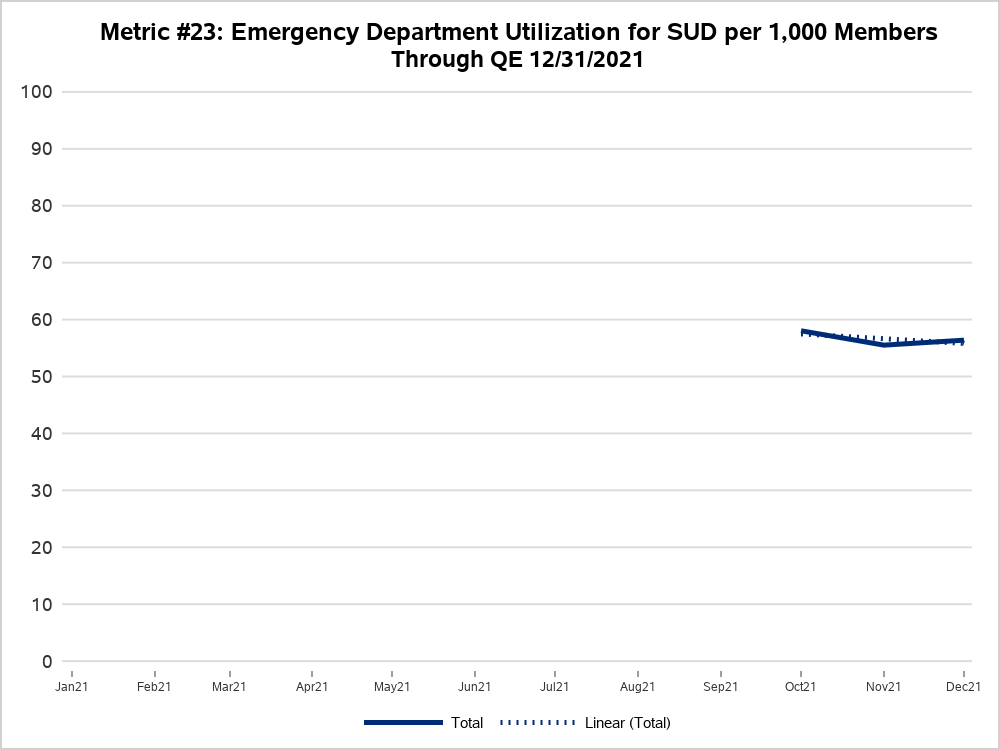 Metric #23: Emergency Department Utilization for SUD per 1,000 Members
Through QE 12/31/2021
100
90
80
70
60
50
40
30
20
10
0
Jan21 Feb21 Mar21 Apr21 May21 Jun21 Jul21 Aug21 Sep21 Oct21 Nov21 Dec21
Total Linear (Total)